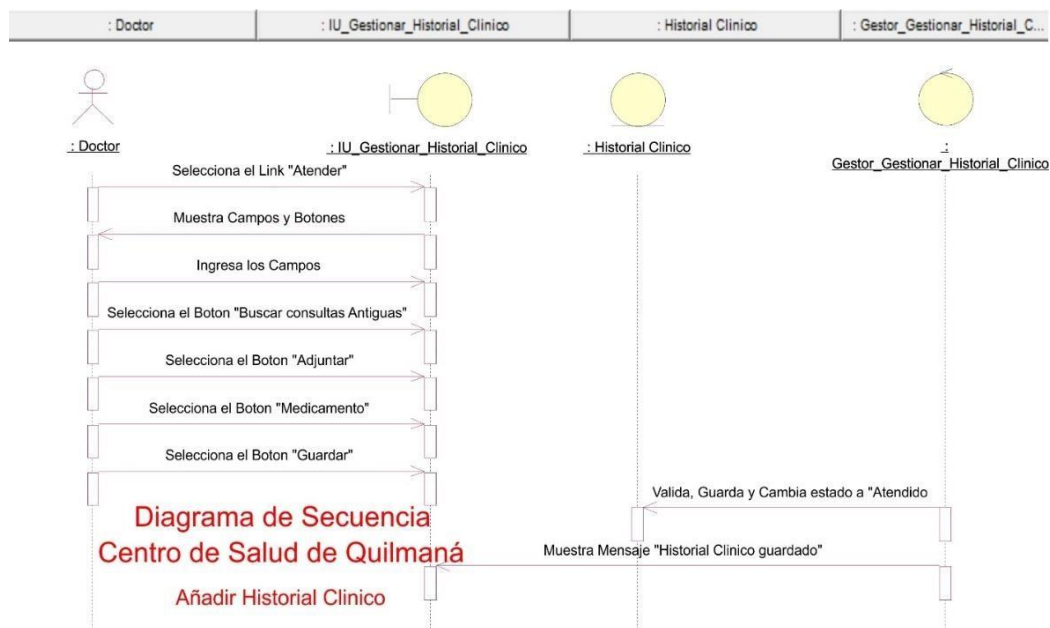 : Doctor
: IU_Gestionar_Historial_Clinico
: Historial Clinico
: Gestor_Gestionar_Historial_C...
: Doctor
: IU_Gestionar_Historial_Clinico
: Historial Clinico
:
Gestor_Gestionar_Historial_Clinico
Selecciona el Link "Atender"
Muestra Campos y Botones
Ingresa los Campos
Selecciona el Boton "Buscar consultas Antiguas"
Selecciona el Boton "Adjuntar"
Selecciona el Boton "Medicamento"
Selecciona el Boton "Guardar"
Valida, Guarda y Cambia estado a "Atendido
Muestra Mensaje "Historial Clinico guardado"
Diagrama de Secuencia
Centro de Salud de Quilmaná
Añadir Historial Clinico